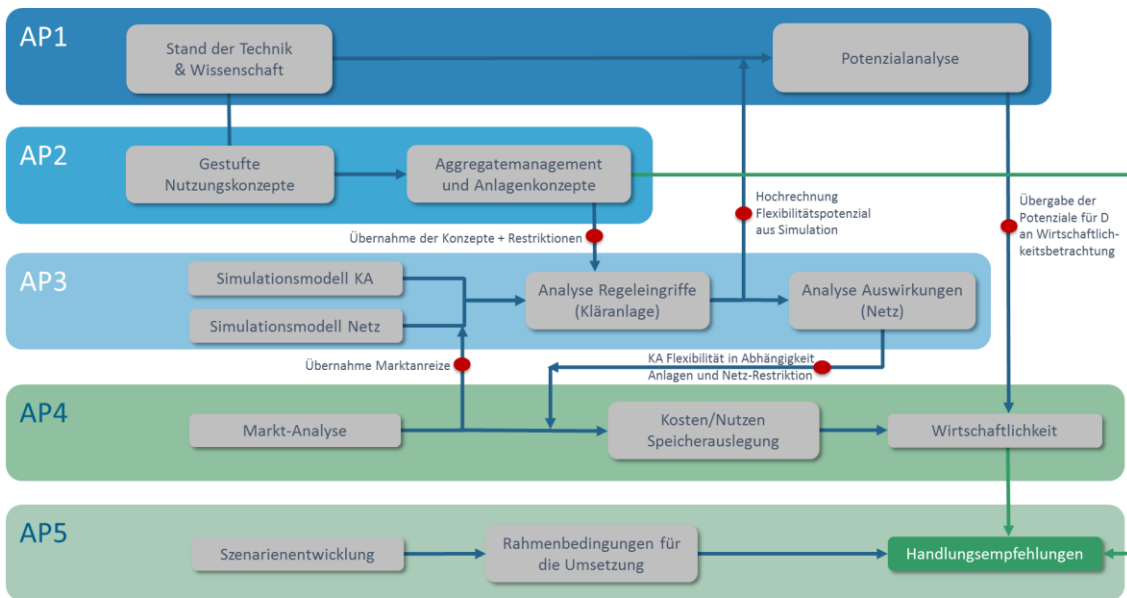 AP1
Stand der Technik
& Wissenschaft
Potenzialanalyse
AP2
Gestufte
Nutzungskonzepte
Aggregatemanagement
und Anlagenkonzepte
Hochrechnung
Flexibilitätspotenzial
aus Simulation
Übergabe der
Potenziale für D
an Wirtschaftlich-
keitsbetrachtung
Übernahme der Konzepte + Restriktionen
AP3
Simulationsmodell KA
Simulationsmodell Netz
Analyse Regeleingriffe
(Kläranlage)
Analyse Auswirkungen
(Netz)
Übernahme Marktanreize
KA Flexibilität in Abhängigkeit
Anlagen und Netz-Restriktion
AP4
Markt-Analyse
Kosten/Nutzen
Speicherauslegung
Wirtschaftlichkeit
AP5
Szenarienentwicklung
Rahmenbedingungen für
die Umsetzung
Handlungsempfehlungen